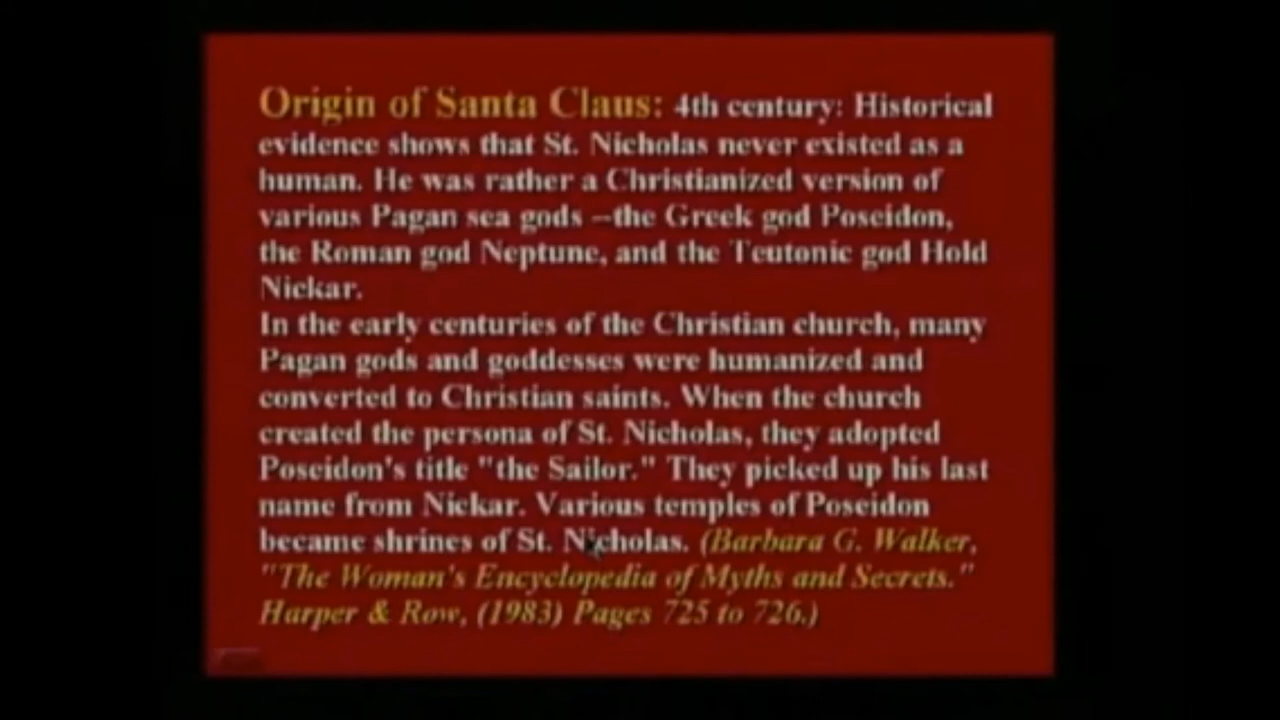 Origin of Santa Claus: 4th century: Historical
evidence shows that St. Nicholas never existed as a
human. He was rather a Christianized version of
various Pagan sea gods –the Greek god Poseidon,
the Roman god Neptune, and the Teutonic god Hold
Nickar.
In the early centuries of the Christian church, many
Pagan gods and goddesses were humanized and
converted to Christian saints. When the church
created the persona of St. Nicholas, they adopted
Poseidon's title "the Sailor." They picked up his last
name from Nickar. Various temples of Poseidon
became shrines of St. Nicholas. (Barbara G. Walker,
"The Woman's Encyclopedia of Myths and Secrets."
Harper & Row, (1983) Pages 725 to 726.)